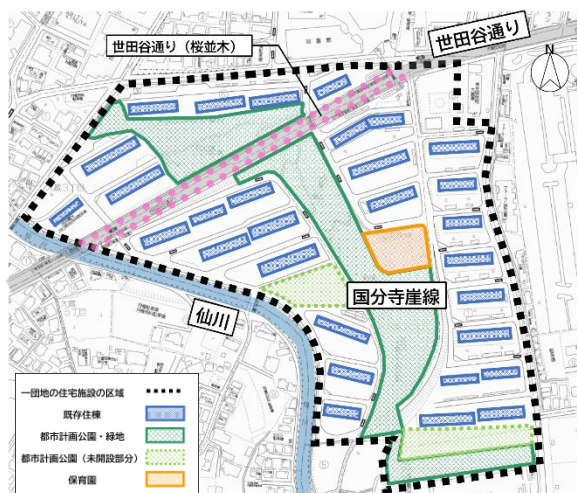 世田谷通り（桜並木）
世田谷通り
N
国分寺崖線
仙川
一団地の住宅施設の区域
既存住棟
都市計画公園・緑地
都市計画公園（未開設部分）
保育園